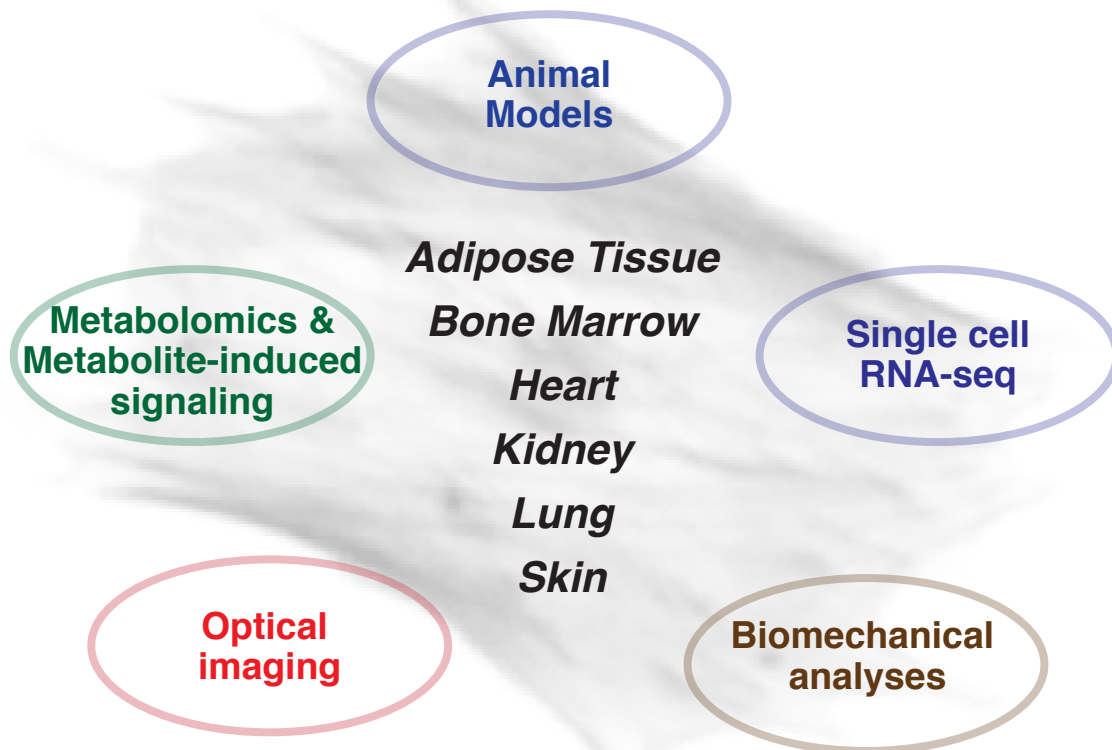 Animal
Models
Adipose Tissue
Bone Marrow
Heart
Kidney
Lung
Skin
Metabolomics &
Metabolite-induced
signaling
Single cell
RNA-seq
Optical
imaging
Biomechanical
analyses